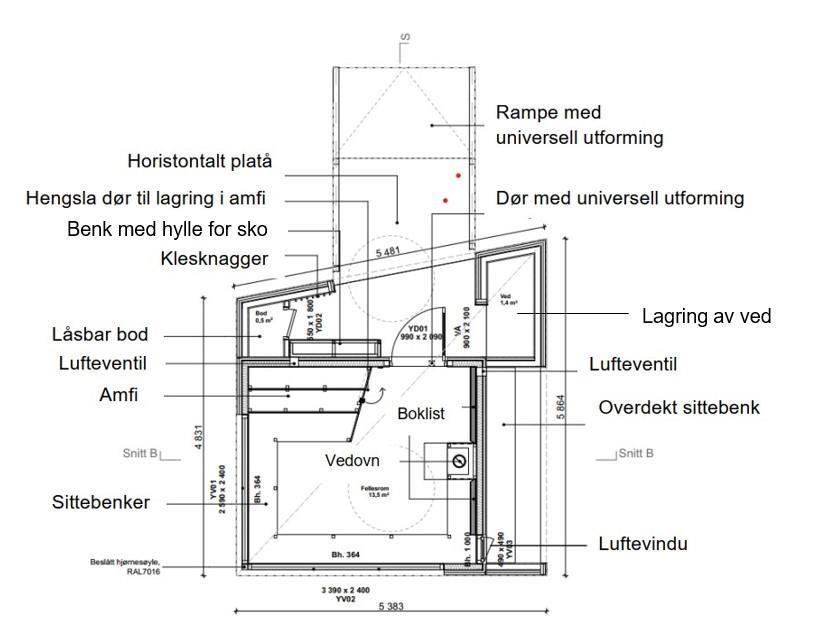 S
Rampe med
universell utforming
Horistontalt platå
Hengsla dør til lagring i amfi
Dør med universell utforming
Benk med hylle for sko
Klesknagger
5 481
Bod
0,5 m²
650 x 1 800
YD02
YD01
990 x 2 090
VA
900 x 2 100
Ved
1,4 m²
Lagring av ved
Låsbar bod
Lufteventil
Lufteventil
Amfi
Boklist
Overdekt sittebenk
5 864
4 831
Snitt B
Snitt B
Vedovn
YV01
2 590 x 2 400
Bh. 364
Fellesrom
13,5 m²
Sittebenker
Bh. 1 000
490 x 490
YV03
Luftevindu
Bh. 364
Beslått hjørnesøyle,
RAL7016
3 390 x 2 400
YV02
5 383